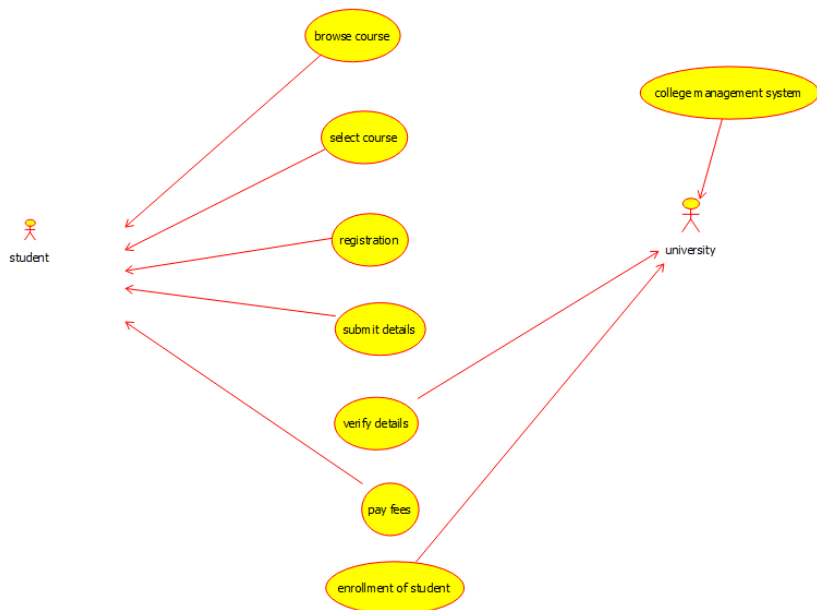 browse course
college management system
select course
student
registration
university
submit details
verify details
pay fees
enrollment of student